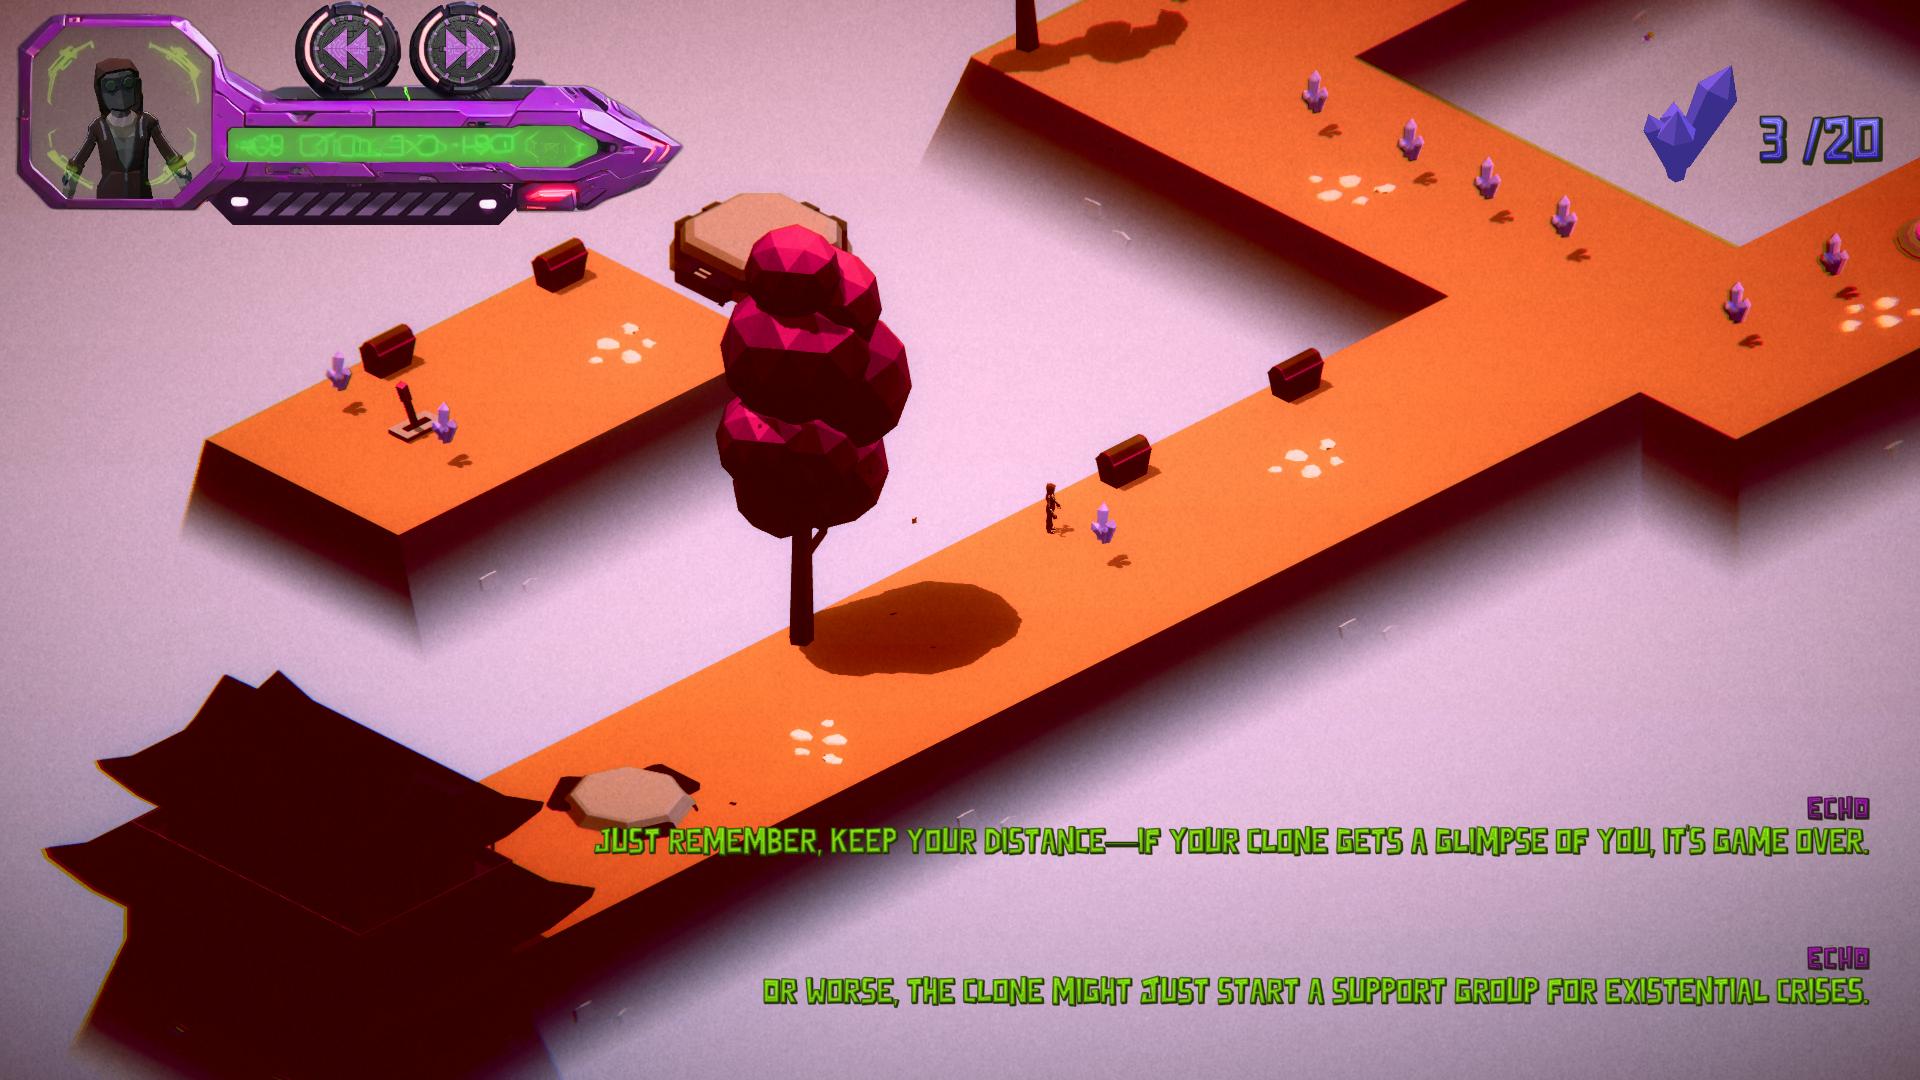 3 /20
ECHO
JUST REMEMBER, KEEP YOUR DISTANCE—IF YOUR CLONE GETS A GLIMPSE OF YOU, IT'S GAME OVER.
ECHO
OR WORSE, THE CLONE MIGHT JUST START A SUPPORT GROUP FOR EXISTENTIAL CRISES.